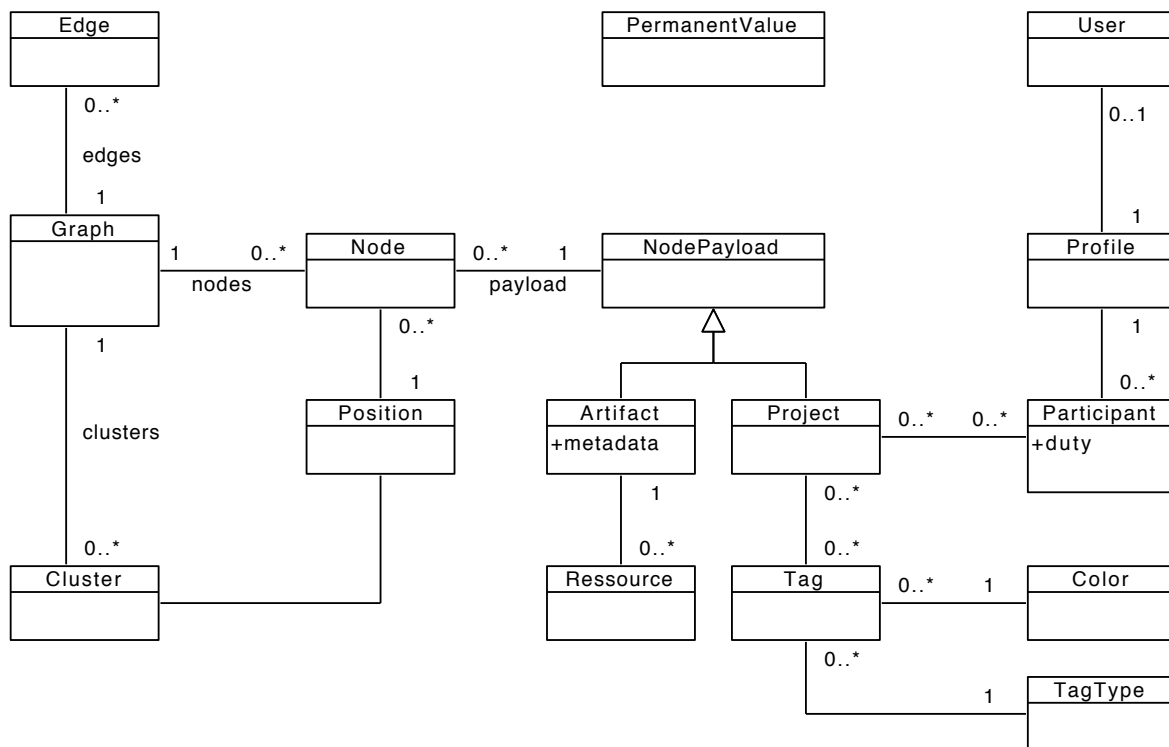 Edge
PermanentValue
User
0..*
0..1
edges
1
1
Graph
Node
NodePayload
Profile
1
0..*
0..*
1
nodes
payload
1
0..*
1
1
0..*
Position
Artifact
Project
Participant
clusters
+metadata
0..*
0..*
+duty
1
0..*
0..*
0..*
0..*
Cluster
Ressource
Tag
Color
0..*
1
0..*
1
TagType